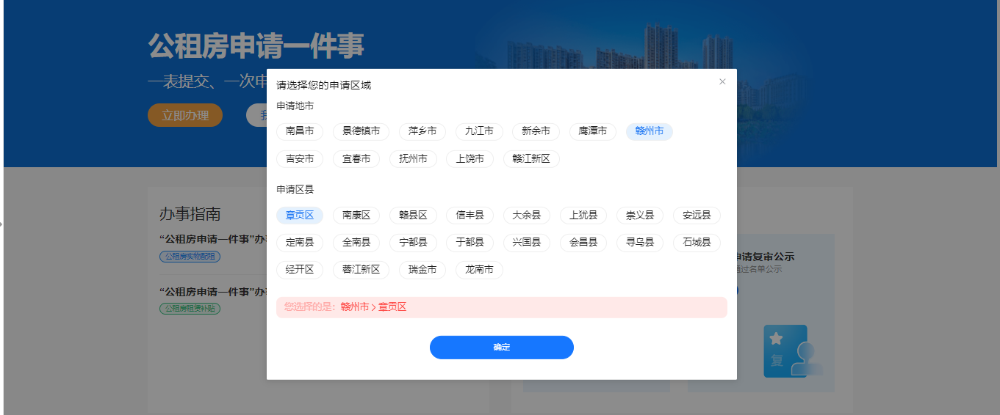 公租房申请一件事
一表提交、一次申
立即办理
请选择您的申请区域
申请地市
南昌市 景德镇市 萍乡市 九江市 新余市 鹰潭市 赣州市
吉安市 宜春市 抚州市 上饶市 赣江新区
申请区县
章贡区 南康区 赣县区 信丰县 大余县 上犹县 崇义县 安远县
定南县 全南县 宁都县 于都县 兴国县 会昌县 寻乌县 石城县
经开区 蓉江新区 瑞金市 龙南市
您选择的是：赣州市 > 章贡区
确定
办事指南
“公租房申请一件事”办
公租房实物配租
“公租房申请一件事”办
公租房租赁补贴
请复审公示
过名单公示
复